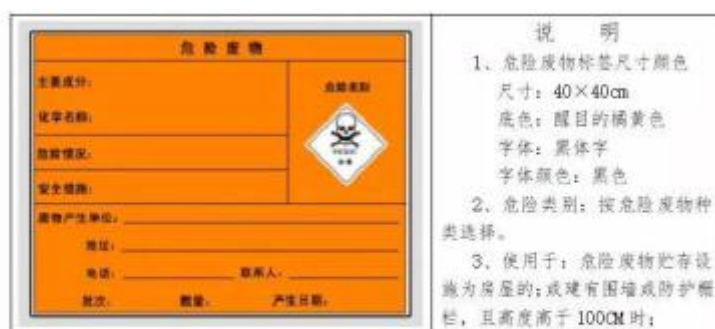 危险废物
主要成分:
化学名称:
危险类别
危险情况:
安全措施:
废物产生单位:
地址:
电话: 联系人:
批次: 数量: 产生日期:
说 明
1、危险废物标签尺寸颜色
尺寸: 40×40cm
底色: 醒目的橘黄色
字体: 黑体字
字体颜色: 黑色
2、危险类别: 按危险废物种
类选择。
3、使用于: 危险废物贮存设
施为房屋的;或建有围墙或防护栅
栏, 且高度高于 100CM 时;